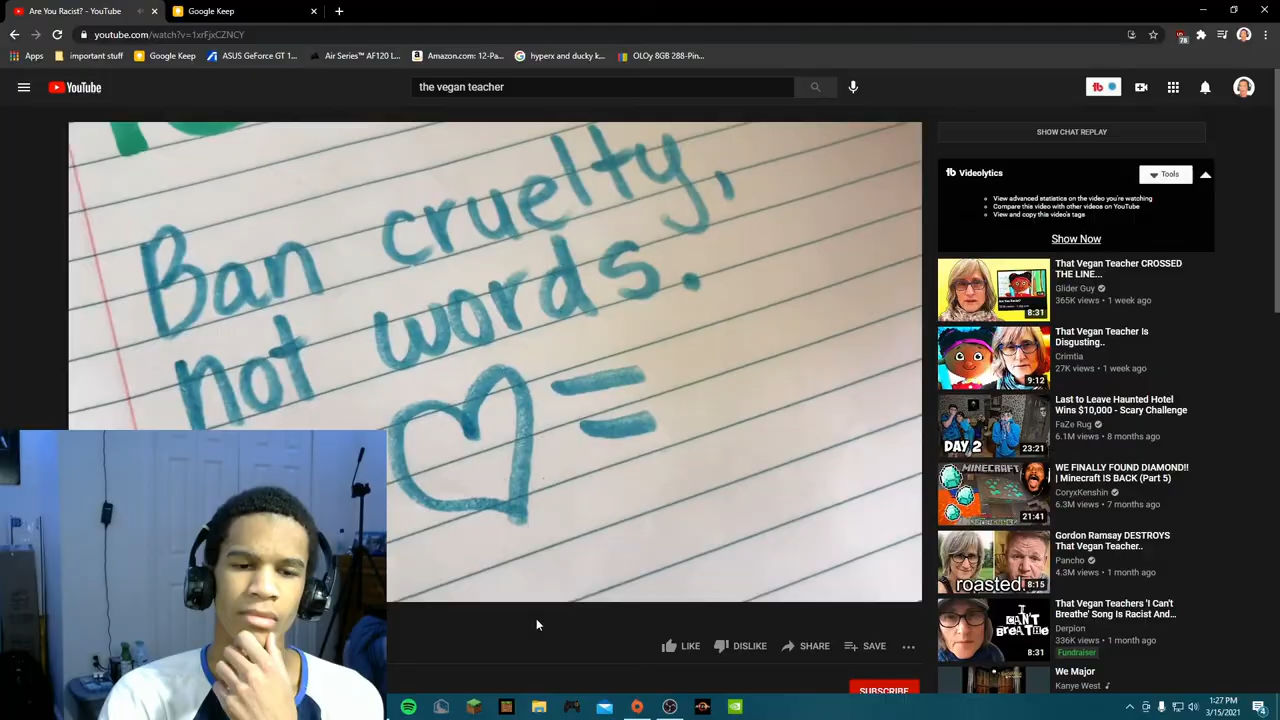 Are You Racist? - YouTube
Google Keep
youtube.com/watch?v=1xrFjxCZNCY
Apps
important stuff
Google Keep
ASUS GeForce GT 1...
Air Series™ AF120 L...
Amazon.com: 12-Pa...
hyperx and ducky k...
OLOy 8GB 288-Pin...
78
YouTube
the vegan teacher
tb
SHOW CHAT REPLAY
tb Videolytics
Tools
View advanced statistics on the video you're watching
Compare this video with other videos on YouTube
View and copy this video's tags
Show Now
Ban cruelty,
not words.
=
That Vegan Teacher CROSSED
THE LINE...
Glider Guy
365K views • 1 week ago
8:31
That Vegan Teacher Is
Disgusting..
Crimtia
27K views • 1 week ago
9:12
Last to Leave Haunted Hotel
Wins $10,000 - Scary Challenge
FaZe Rug
6.1M views • 8 months ago
DAY 2
23:21
WE FINALLY FOUND DIAMOND!!
| Minecraft IS BACK (Part 5)
CoryxKenshin
6.3M views • 7 months ago
MINECRAFT
21:41
Gordon Ramsay DESTROYS
That Vegan Teacher..
Pancho
4.3M views • 1 month ago
roasted.
8:15
That Vegan Teachers 'I Can't
Breathe' Song Is Racist And...
Derpion
336K views • 1 month ago
Fundraiser
I
CAN'T
BREATHE
8:31
We Major
Kanye West
LIKE
DISLIKE
SHARE
SAVE
SUBSCRIBE
1:27 PM
3/15/2021